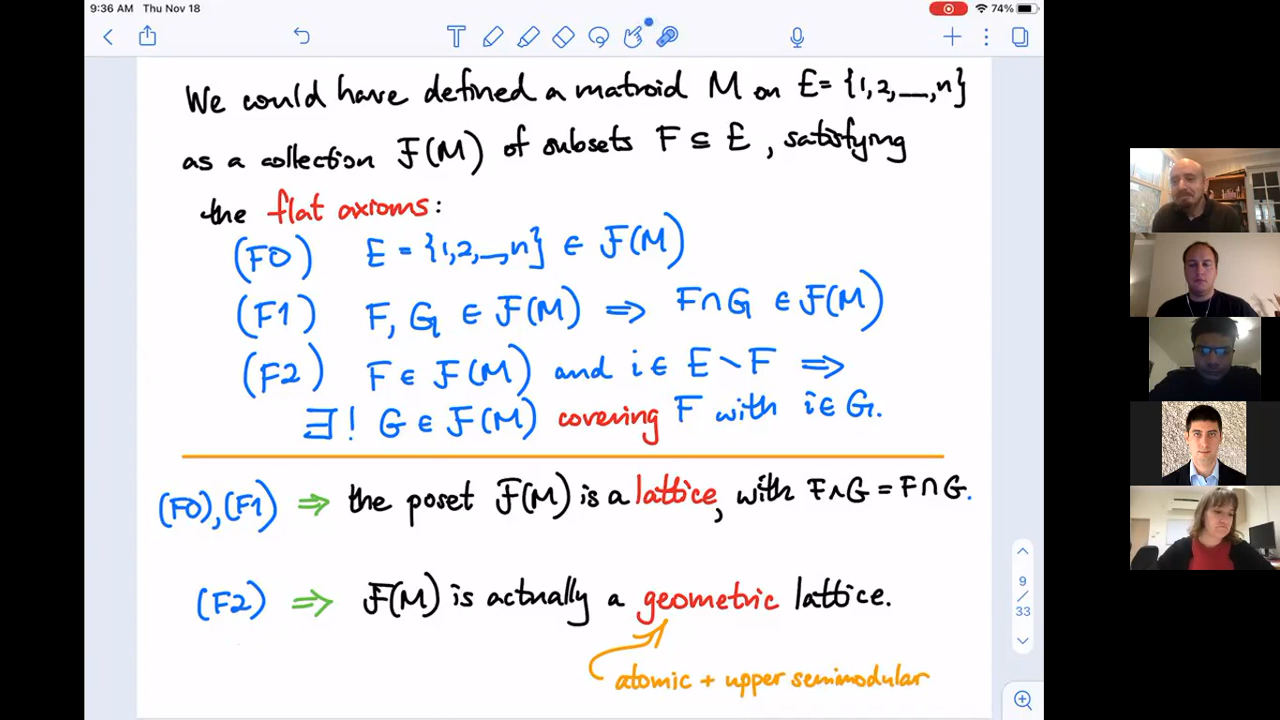 9:36 AM Thu Nov 18
74%
We could have defined a matroid M on E = {1,2,...,n}
as a collection F(M) of subsets F ⊆ E, satisfying
the flat axioms:
(F0) E = {1,2,...,n} ∈ F(M)
(F1) F, G ∈ F(M) ⇒ F∩G ∈ F(M)
(F2) F ∈ F(M) and i ∈ E∖F ⇒
∃! G ∈ F(M) covering F with i ∈ G.
(F0),(F1) ⇒ the poset F(M) is a lattice, with F∧G = F∩G.
(F2) ⇒ F(M) is actually a geometric lattice.
atomic + upper semimodular
9
/
33